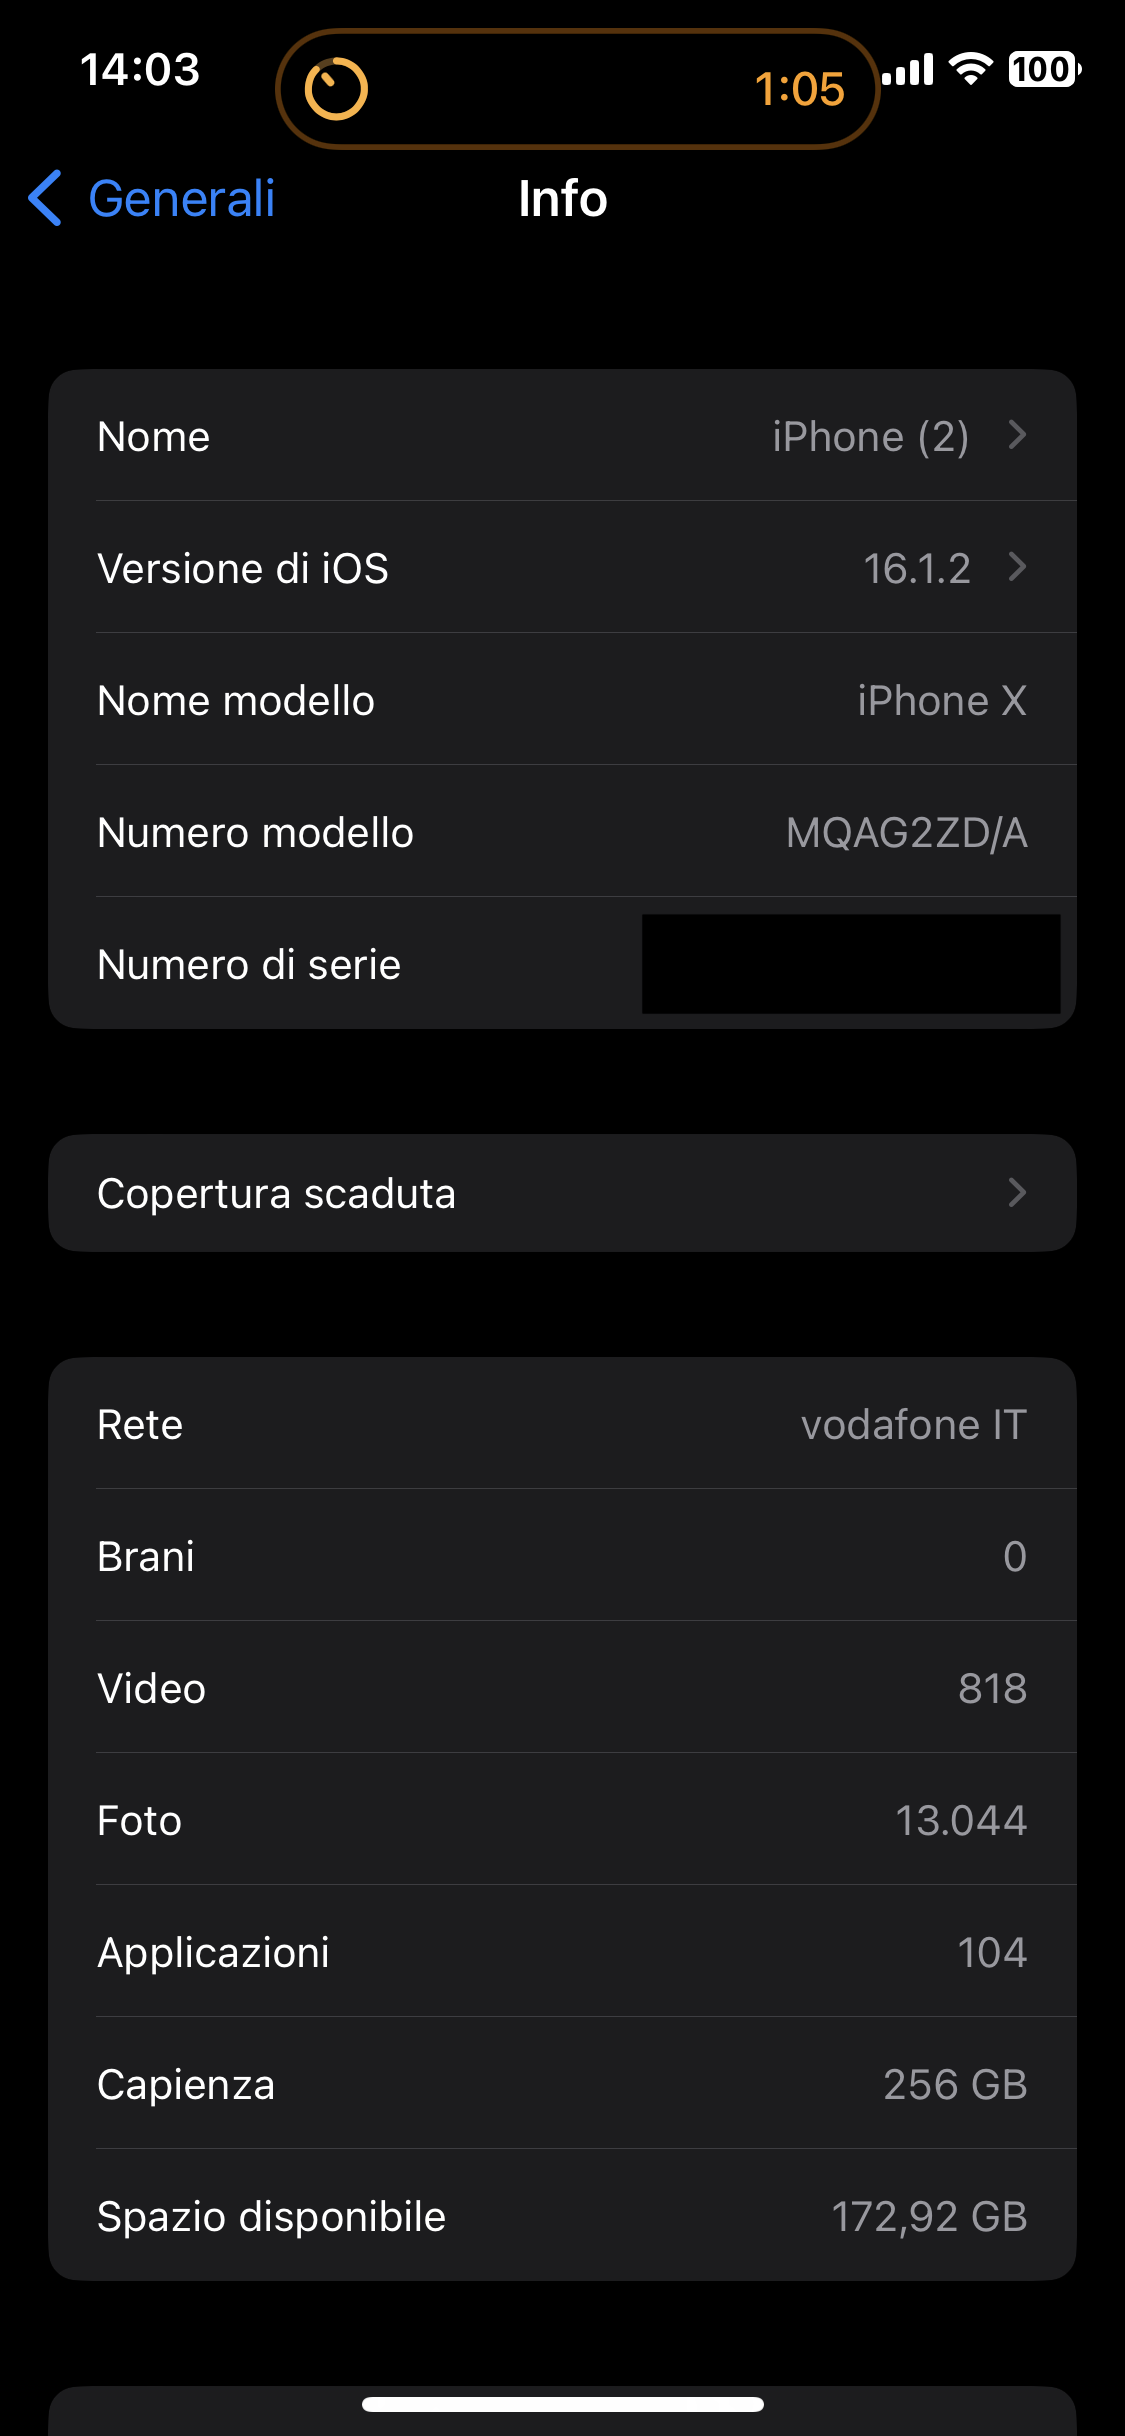 14:03
1:05
100
Generali
Info
Nome
iPhone (2)
Versione di iOS
16.1.2
Nome modello
iPhone X
Numero modello
MQAG2ZD/A
Numero di serie
Copertura scaduta
Rete
vodafone IT
Brani
0
Video
818
Foto
13.044
Applicazioni
104
Capienza
256 GB
Spazio disponibile
172,92 GB